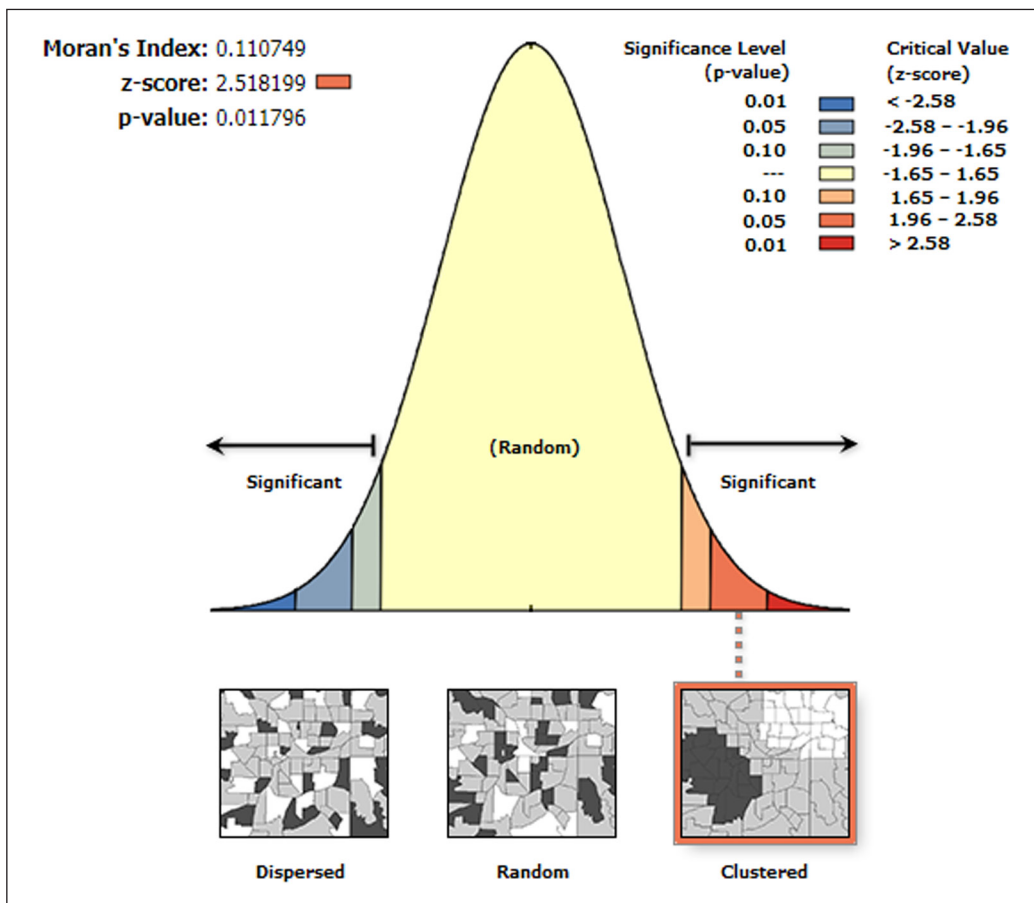 Moran's Index: 0.110749
z-score: 2.518199
p-value: 0.011796
Significance Level
(p-value)
Critical Value
(z-score)
0.01 < -2.58
0.05 -2.58 – -1.96
0.10 -1.96 – -1.65
--- -1.65 – 1.65
0.10 1.65 – 1.96
0.05 1.96 – 2.58
0.01 > 2.58
(Random)
Significant
Significant
Dispersed
Random
Clustered